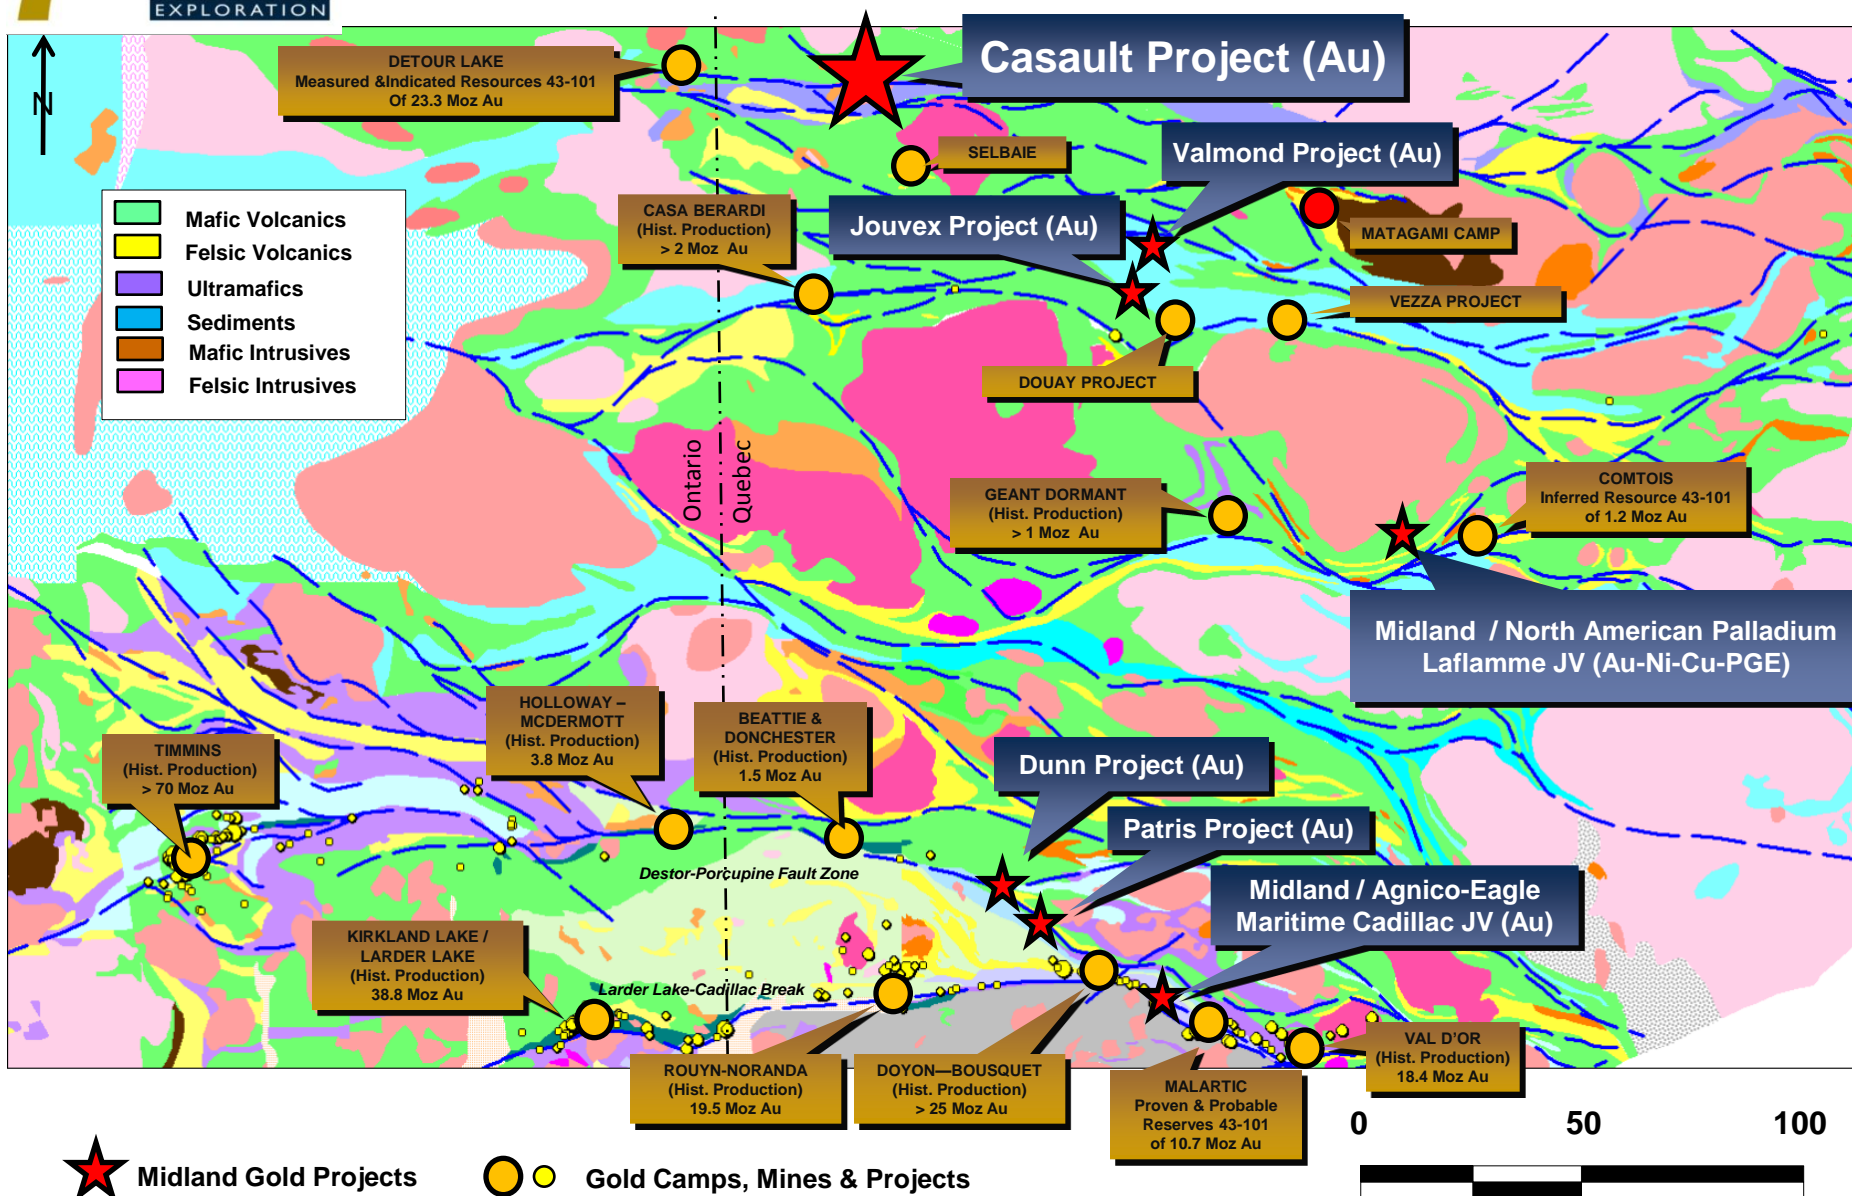 EXPLORATION
N
DETOUR LAKE
Measured &Indicated Resources 43-101
Of 23.3 Moz Au
Casault Project (Au)
SELBAIE
Valmond Project (Au)
CASA BERARDI
(Hist. Production)
> 2 Moz Au
Jouvex Project (Au)
MATAGAMI CAMP
Mafic Volcanics
Felsic Volcanics
Ultramafics
Sediments
Mafic Intrusives
Felsic Intrusives
VEZZA PROJECT
DOUAY PROJECT
Ontario
Quebec
GEANT DORMANT
(Hist. Production)
> 1 Moz Au
COMTOIS
Inferred Resource 43-101
of 1.2 Moz Au
Midland / North American Palladium
Laflamme JV (Au-Ni-Cu-PGE)
HOLLOWAY –
MCDERMOTT
(Hist. Production)
3.8 Moz Au
BEATTIE &
DONCHESTER
(Hist. Production)
1.5 Moz Au
TIMMINS
(Hist. Production)
> 70 Moz Au
Dunn Project (Au)
Patris Project (Au)
Destor-Porcupine Fault Zone
Midland / Agnico-Eagle
Maritime Cadillac JV (Au)
KIRKLAND LAKE /
LARDER LAKE
(Hist. Production)
38.8 Moz Au
Larder Lake-Cadillac Break
ROUYN-NORANDA
(Hist. Production)
19.5 Moz Au
DOYON—BOUSQUET
(Hist. Production)
> 25 Moz Au
MALARTIC
Proven & Probable
Reserves 43-101
of 10.7 Moz Au
VAL D'OR
(Hist. Production)
18.4 Moz Au
0 50 100
Midland Gold Projects
Gold Camps, Mines & Projects